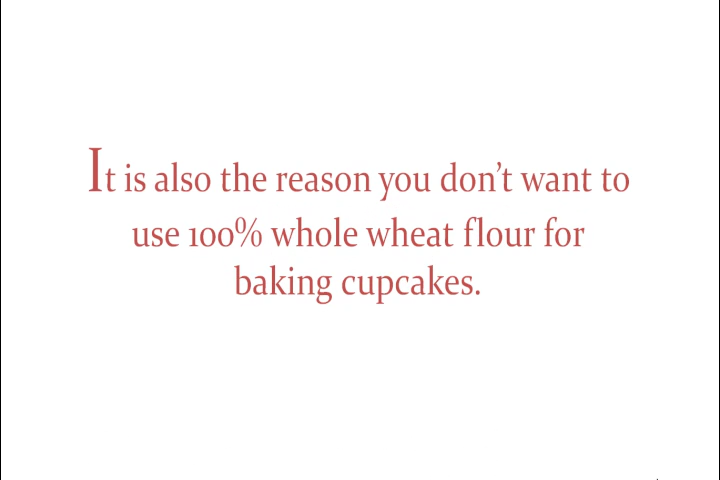 It is also the reason you don’t want to
use 100% whole wheat flour for
baking cupcakes.